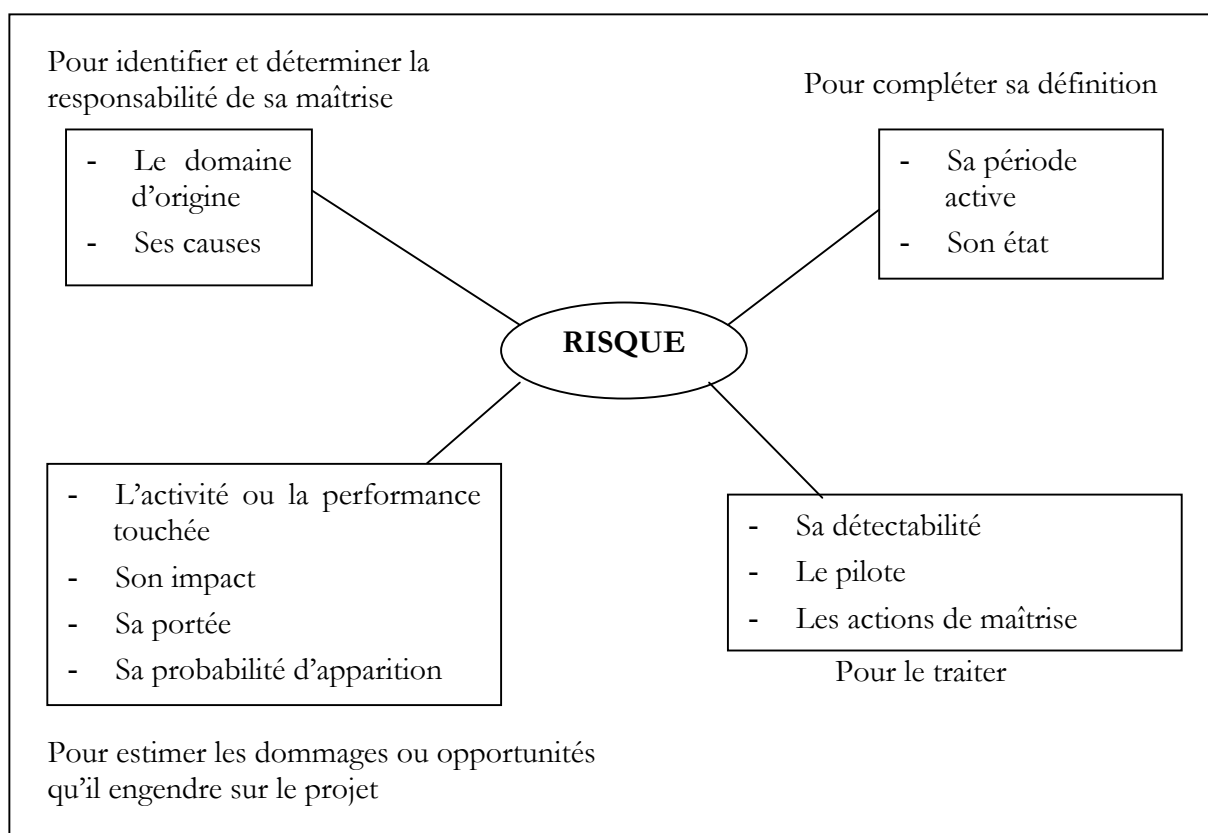 Pour identifier et déterminer la
responsabilité de sa maîtrise
- Le domaine
d’origine
- Ses causes
Pour compléter sa définition
- Sa période
active
- Son état
RISQUE
- L’activité ou la performance
touchée
- Son impact
- Sa portée
- Sa probabilité d’apparition
Pour estimer les dommages ou opportunités
qu’il engendre sur le projet
- Sa détectabilité
- Le pilote
- Les actions de maîtrise
Pour le traiter